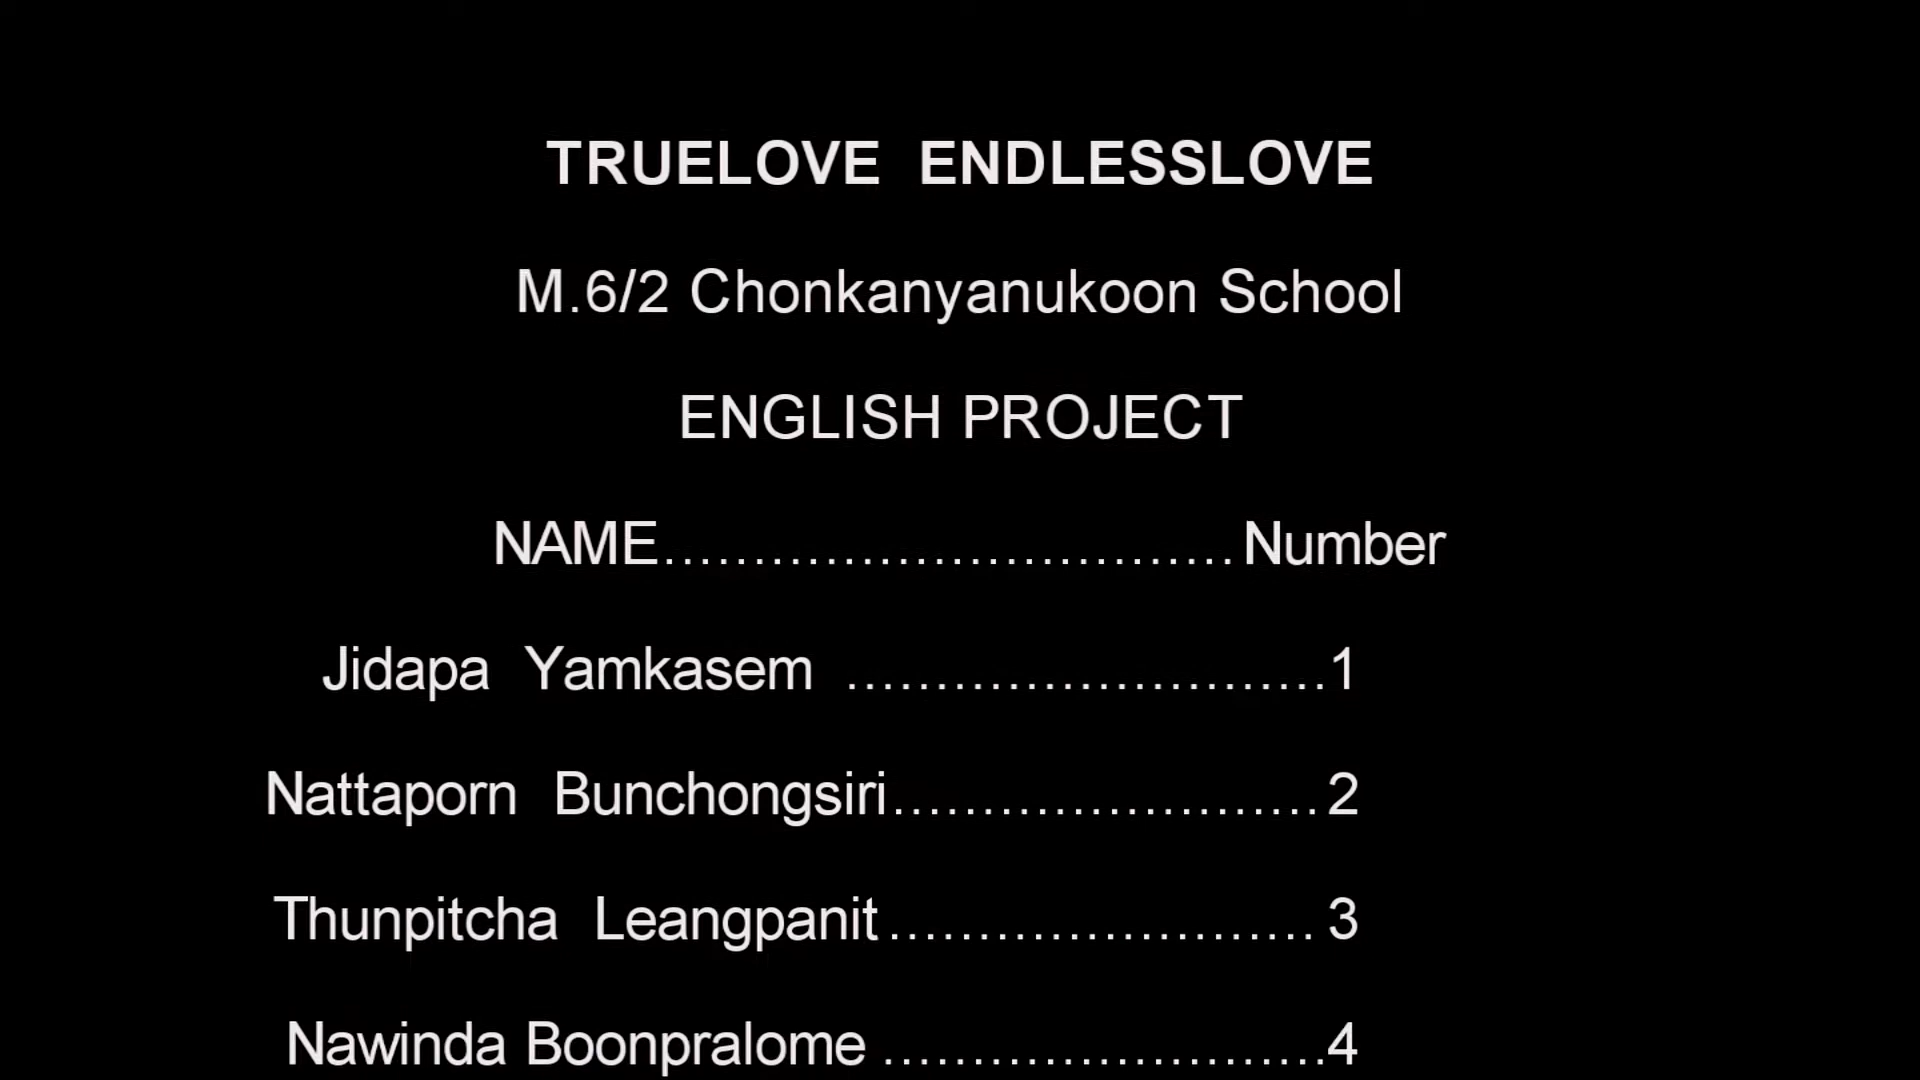 TRUELOVE  ENDLESSLOVE
M.6/2 Chonkanyanukoon School
ENGLISH PROJECT
NAME................................Number
Jidapa  Yamkasem  ...........................1
Nattaporn  Bunchongsiri........................2
Thunpitcha  Leangpanit........................3
Nawinda Boonpralome .........................4